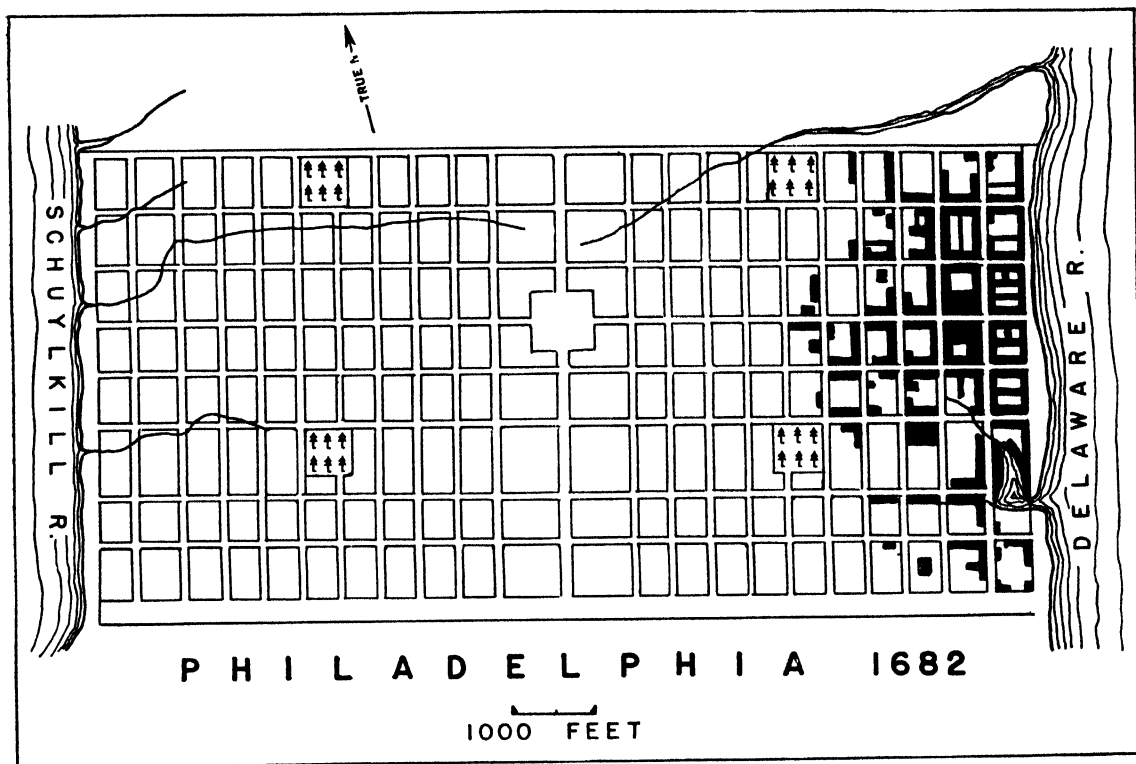 TRUE N
SCHUYLKILL R.
DELAWARE R.
PHILADELPHIA 1682
1000 FEET